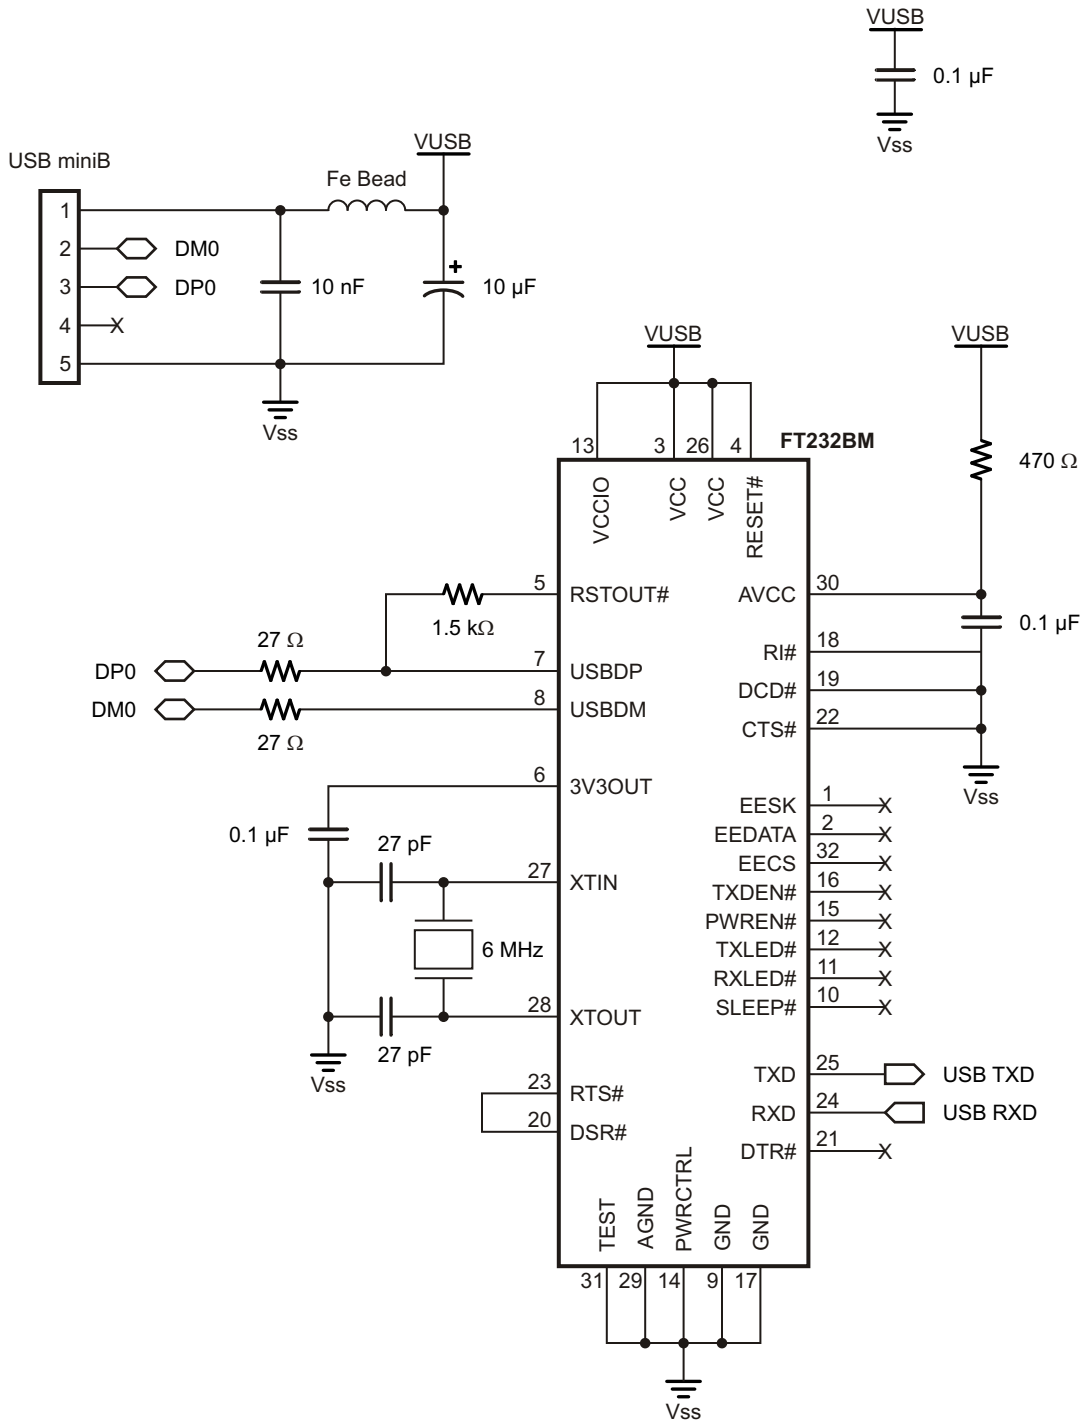 VUSB
0.1 µF
Vss
USB miniB
VUSB
Fe Bead
1
2 DM0
3 DP0
4 X
5
10 nF
+
10 µF
Vss
VUSB
VUSB
FT232BM
13 3 26 4
VCCIO
VCC
VCC
RESET#
470 Ω
5 RSTOUT#
1.5 kΩ
AVCC 30
0.1 µF
27 Ω
DP0
7 USBDP
RI# 18
DM0
8 USBDM
27 Ω
DCD# 19
CTS# 22
Vss
6 3V3OUT
0.1 µF
27 pF
27 XTIN
6 MHz
28 XTOUT
27 pF
Vss
EESK 1 X
EEDATA 2 X
EECS 32 X
TXDEN# 16 X
PWREN# 15 X
TXLED# 12 X
RXLED# 11 X
SLEEP# 10 X
23 RTS#
20 DSR#
TXD 25 USB TXD
RXD 24 USB RXD
DTR# 21 X
TEST
AGND
PWRCTRL
GND
GND
31 29 14 9 17
Vss